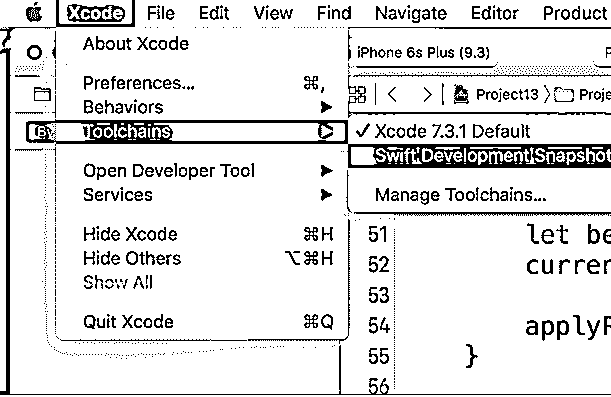 Xcode File Edit View Find Navigate Editor Product
About Xcode
iPhone 6s Plus (9.3)
Preferences... ⌘,
Behaviors
Project13
Toolchains
✓ Xcode 7.3.1 Default
Swift Development Snapshot
Open Developer Tool
Services
Manage Toolchains...
Hide Xcode ⌘H
Hide Others ⌥⌘H
Show All
Quit Xcode ⌘Q
51 let be
52 curren
53
54 applyP
55 }
56